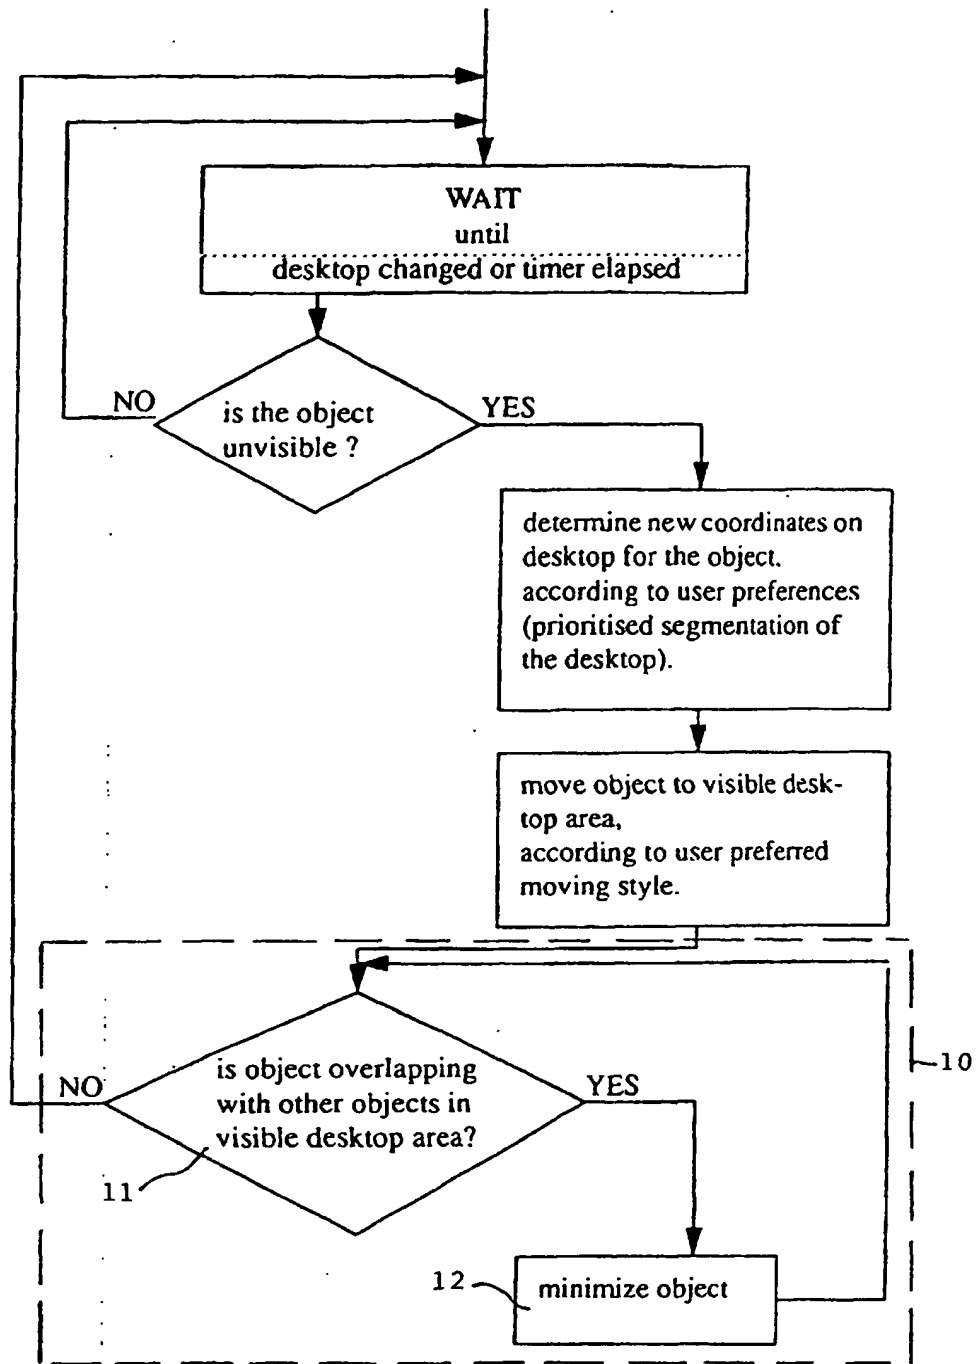 WAIT
until
desktop changed or timer elapsed
NO
is the object
unvisible ?
YES
determine new coordinates on
desktop for the object.
according to user preferences
(prioritised segmentation of
the desktop).
move object to visible desk-
top area,
according to user preferred
moving style.
NO
is object overlapping
with other objects in
visible desktop area?
YES
10
11
12
minimize object